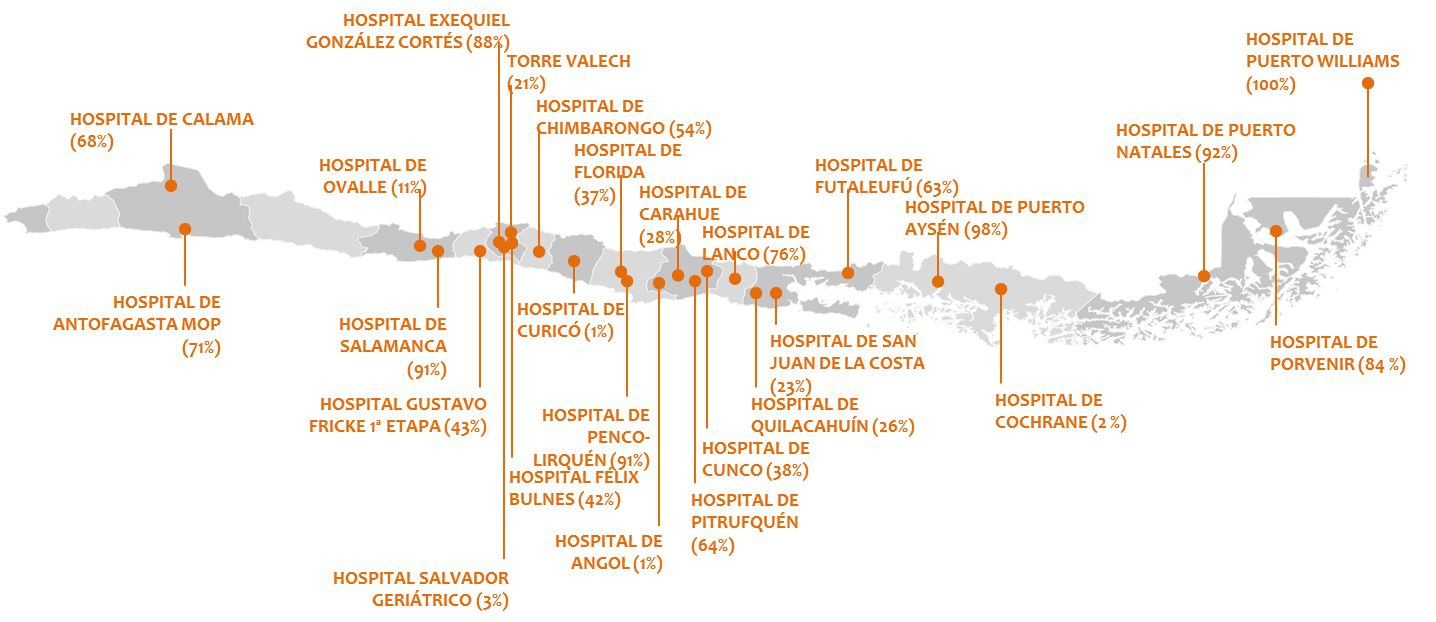 HOSPITAL EXEQUIEL
GONZÁLEZ CORTÉS (88%)
TORRE VALECH
(21%)
HOSPITAL DE
CHIMBARONGO (54%)
HOSPITAL DE
FLORIDA
(37%)
HOSPITAL DE
CARAHUE
(28%)
HOSPITAL DE
LANCO (76%)
HOSPITAL DE
FUTALEUFÚ (63%)
HOSPITAL DE PUERTO
AYSÉN (98%)
HOSPITAL DE PUERTO
NATALES (92%)
HOSPITAL DE
PUERTO WILLIAMS
(100%)
HOSPITAL DE CALAMA
(68%)
HOSPITAL DE
OVALLE (11%)
HOSPITAL DE
ANTOFAGASTA MOP
(71%)
HOSPITAL DE
SALAMANCA
(91%)
HOSPITAL GUSTAVO
FRICKE 1ª ETAPA (43%)
HOSPITAL DE
CURICÓ (1%)
HOSPITAL DE
PENCO-
LIRQUÉN (91%)
HOSPITAL FÉLIX
BULNES (42%)
HOSPITAL DE
ANGOL (1%)
HOSPITAL SALVADOR
GERIÁTRICO (3%)
HOSPITAL DE SAN
JUAN DE LA COSTA
(23%)
HOSPITAL DE
QUILACAHUÍN (26%)
HOSPITAL DE
CUNCO (38%)
HOSPITAL DE
PITRUFQUÉN
(64%)
HOSPITAL DE
COCHRANE (2 %)
HOSPITAL DE
PORVENIR (84 %)